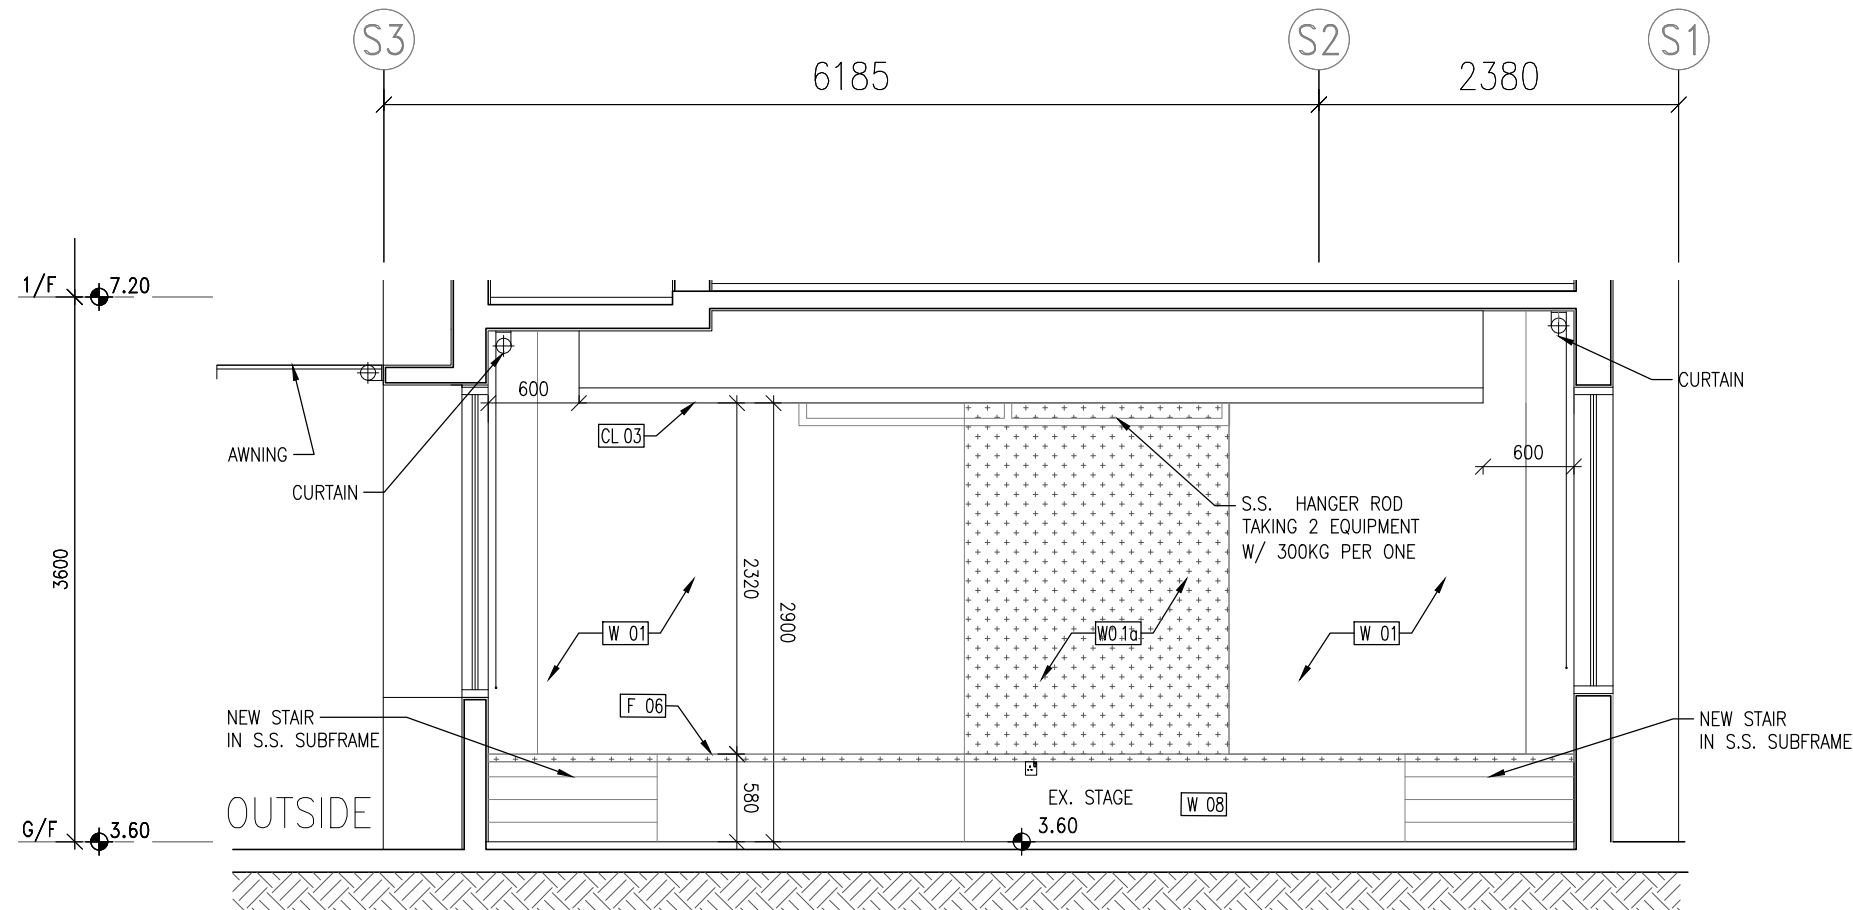 S3
S2
S1
6185
2380
1/F
7.20
600
CURTAIN
CL 03
AWNING
600
CURTAIN
S.S. HANGER ROD
TAKING 2 EQUIPMENT
W/ 300KG PER ONE
3600
2320
2900
W 01
W0.1a
W 01
F 06
NEW STAIR
IN S.S. SUBFRAME
NEW STAIR
IN S.S. SUBFRAME
580
EX. STAGE
W 08
OUTSIDE
G/F
3.60
3.60